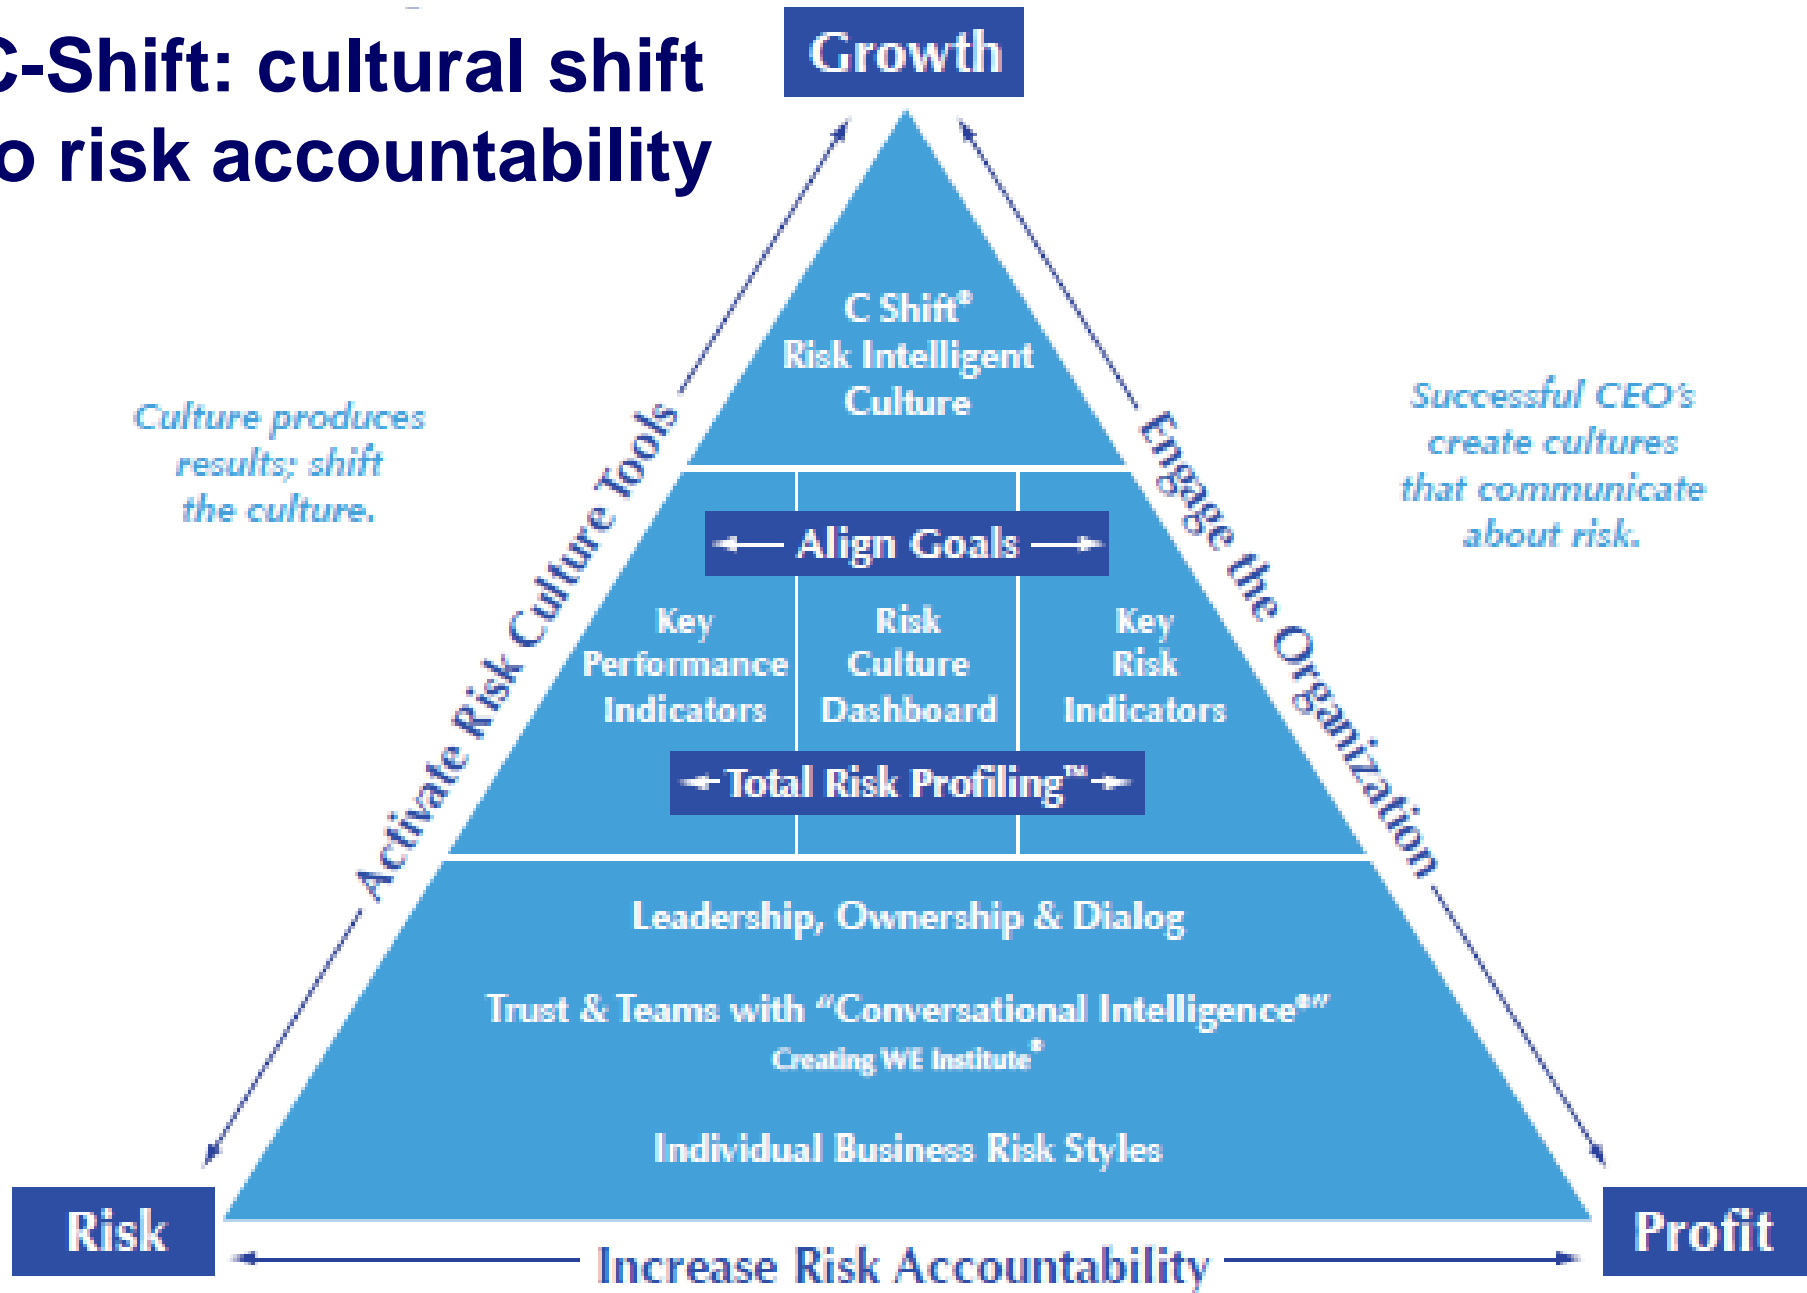 C-Shift: cultural shift
o risk accountability
Growth
C Shift®
Risk Intelligent
Culture
Culture produces
results; shift
the culture.
Successful CEO's
create cultures
that communicate
about risk.
Activate Risk Culture Tools
Engage the Organization
Align Goals
Key
Performance
Indicators
Risk
Culture
Dashboard
Key
Risk
Indicators
Total Risk Profiling™
Leadership, Ownership & Dialog
Trust & Teams with “Conversational Intelligence®”
Creating WE Institute®
Individual Business Risk Styles
Risk
Profit
Increase Risk Accountability